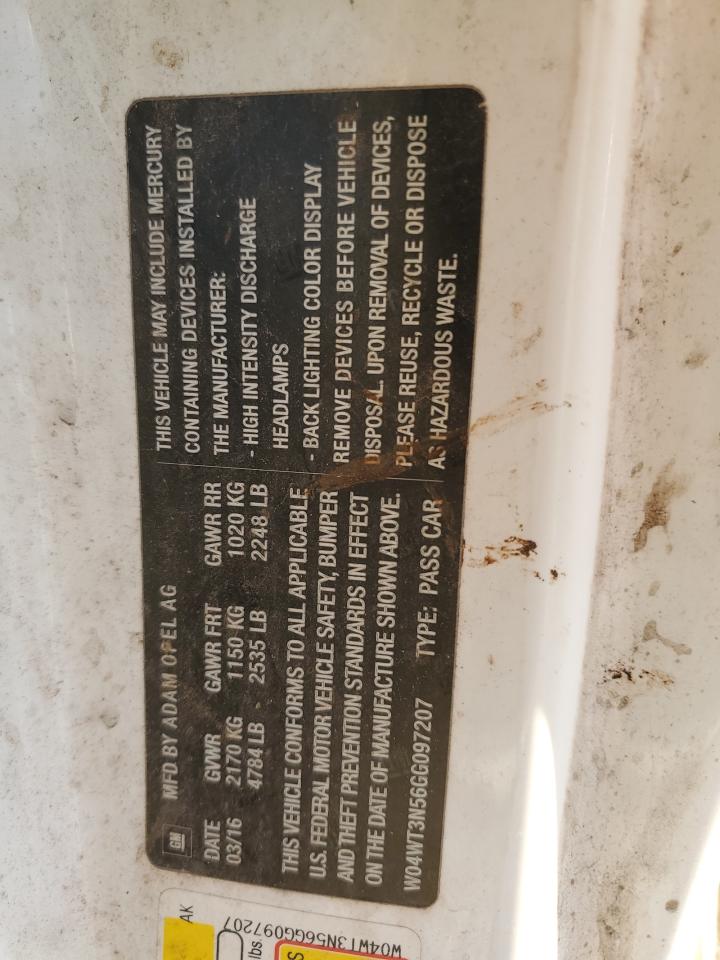 GM
MFD BY ADAM OPEL AG
DATE GVWR GAWR FRT GAWR RR
03/16 2170 KG 1150 KG 1020 KG
4784 LB 2535 LB 2248 LB
THIS VEHICLE CONFORMS TO ALL APPLICABLE
U.S. FEDERAL MOTOR VEHICLE SAFETY, BUMPER
AND THEFT PREVENTION STANDARDS IN EFFECT
ON THE DATE OF MANUFACTURE SHOWN ABOVE.
W04WT3N56GG097207 TYPE: PASS CAR
THIS VEHICLE MAY INCLUDE MERCURY
CONTAINING DEVICES INSTALLED BY
THE MANUFACTURER:
- HIGH INTENSITY DISCHARGE
HEADLAMPS
- BACK LIGHTING COLOR DISPLAY
REMOVE DEVICES BEFORE VEHICLE
DISPOSAL. UPON REMOVAL OF DEVICES,
PLEASE REUSE, RECYCLE OR DISPOSE
AS HAZARDOUS WASTE.
AK
W04WT3N56GG097207
lbs.
S